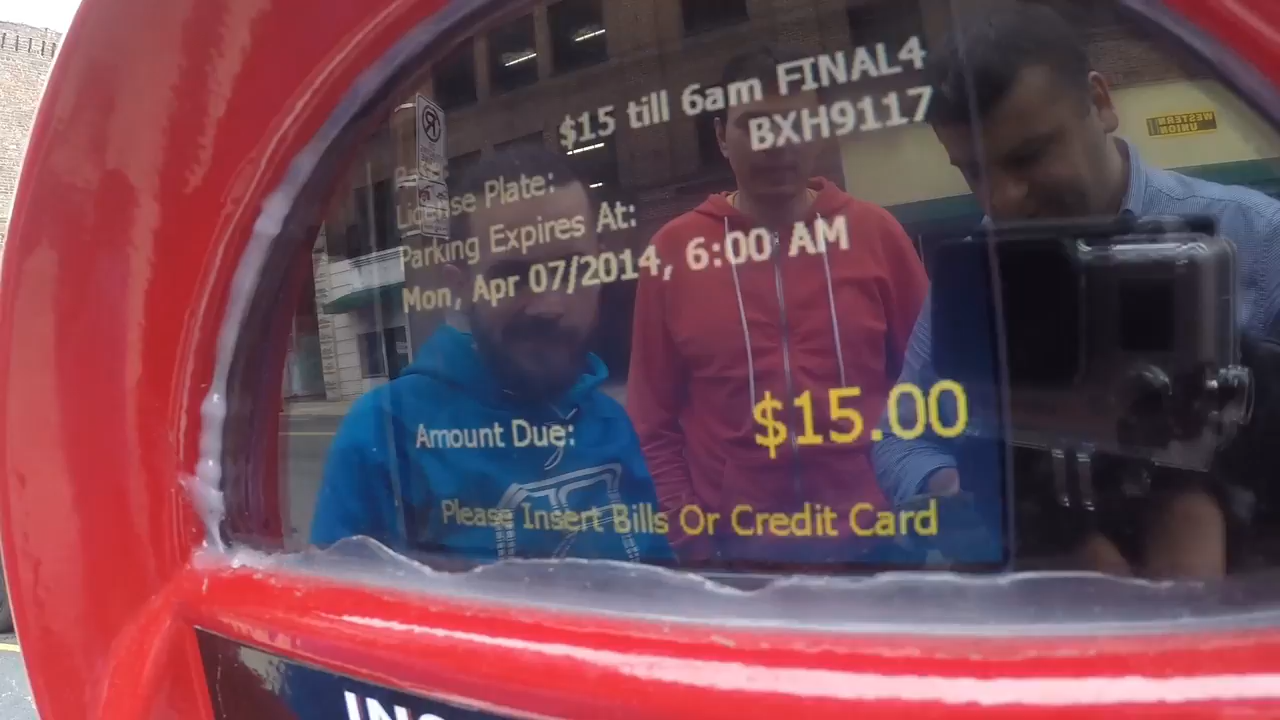 $15 till 6am FINAL4
Rate:
BXH9117
License Plate:
Parking Expires At:
Mon, Apr 07/2014, 6:00 AM
Amount Due:
$15.00
Please Insert Bills Or Credit Card
WESTERN
UNION